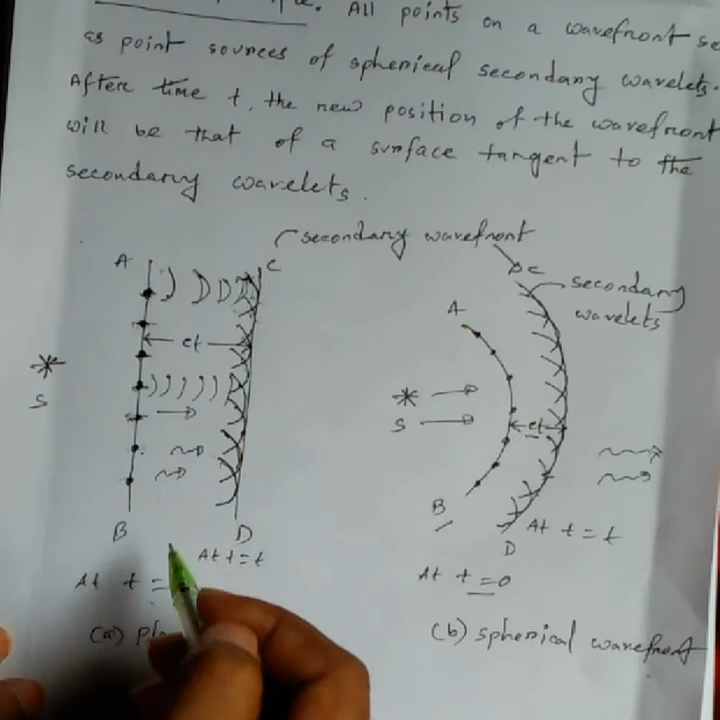 . All points on a wavefront se
as point sources of spherical secondary wavelets.
After time t, the new position of the wavefront
will be that of a surface tangent to the
secondary wavelets.
secondary wavefront
A C
C
secondary
wavelets
A
ct
S
S
ct
B
B D
At t = t
D
At t = t
At t =
At t = 0
(a) pl
(b) spherical wavefront